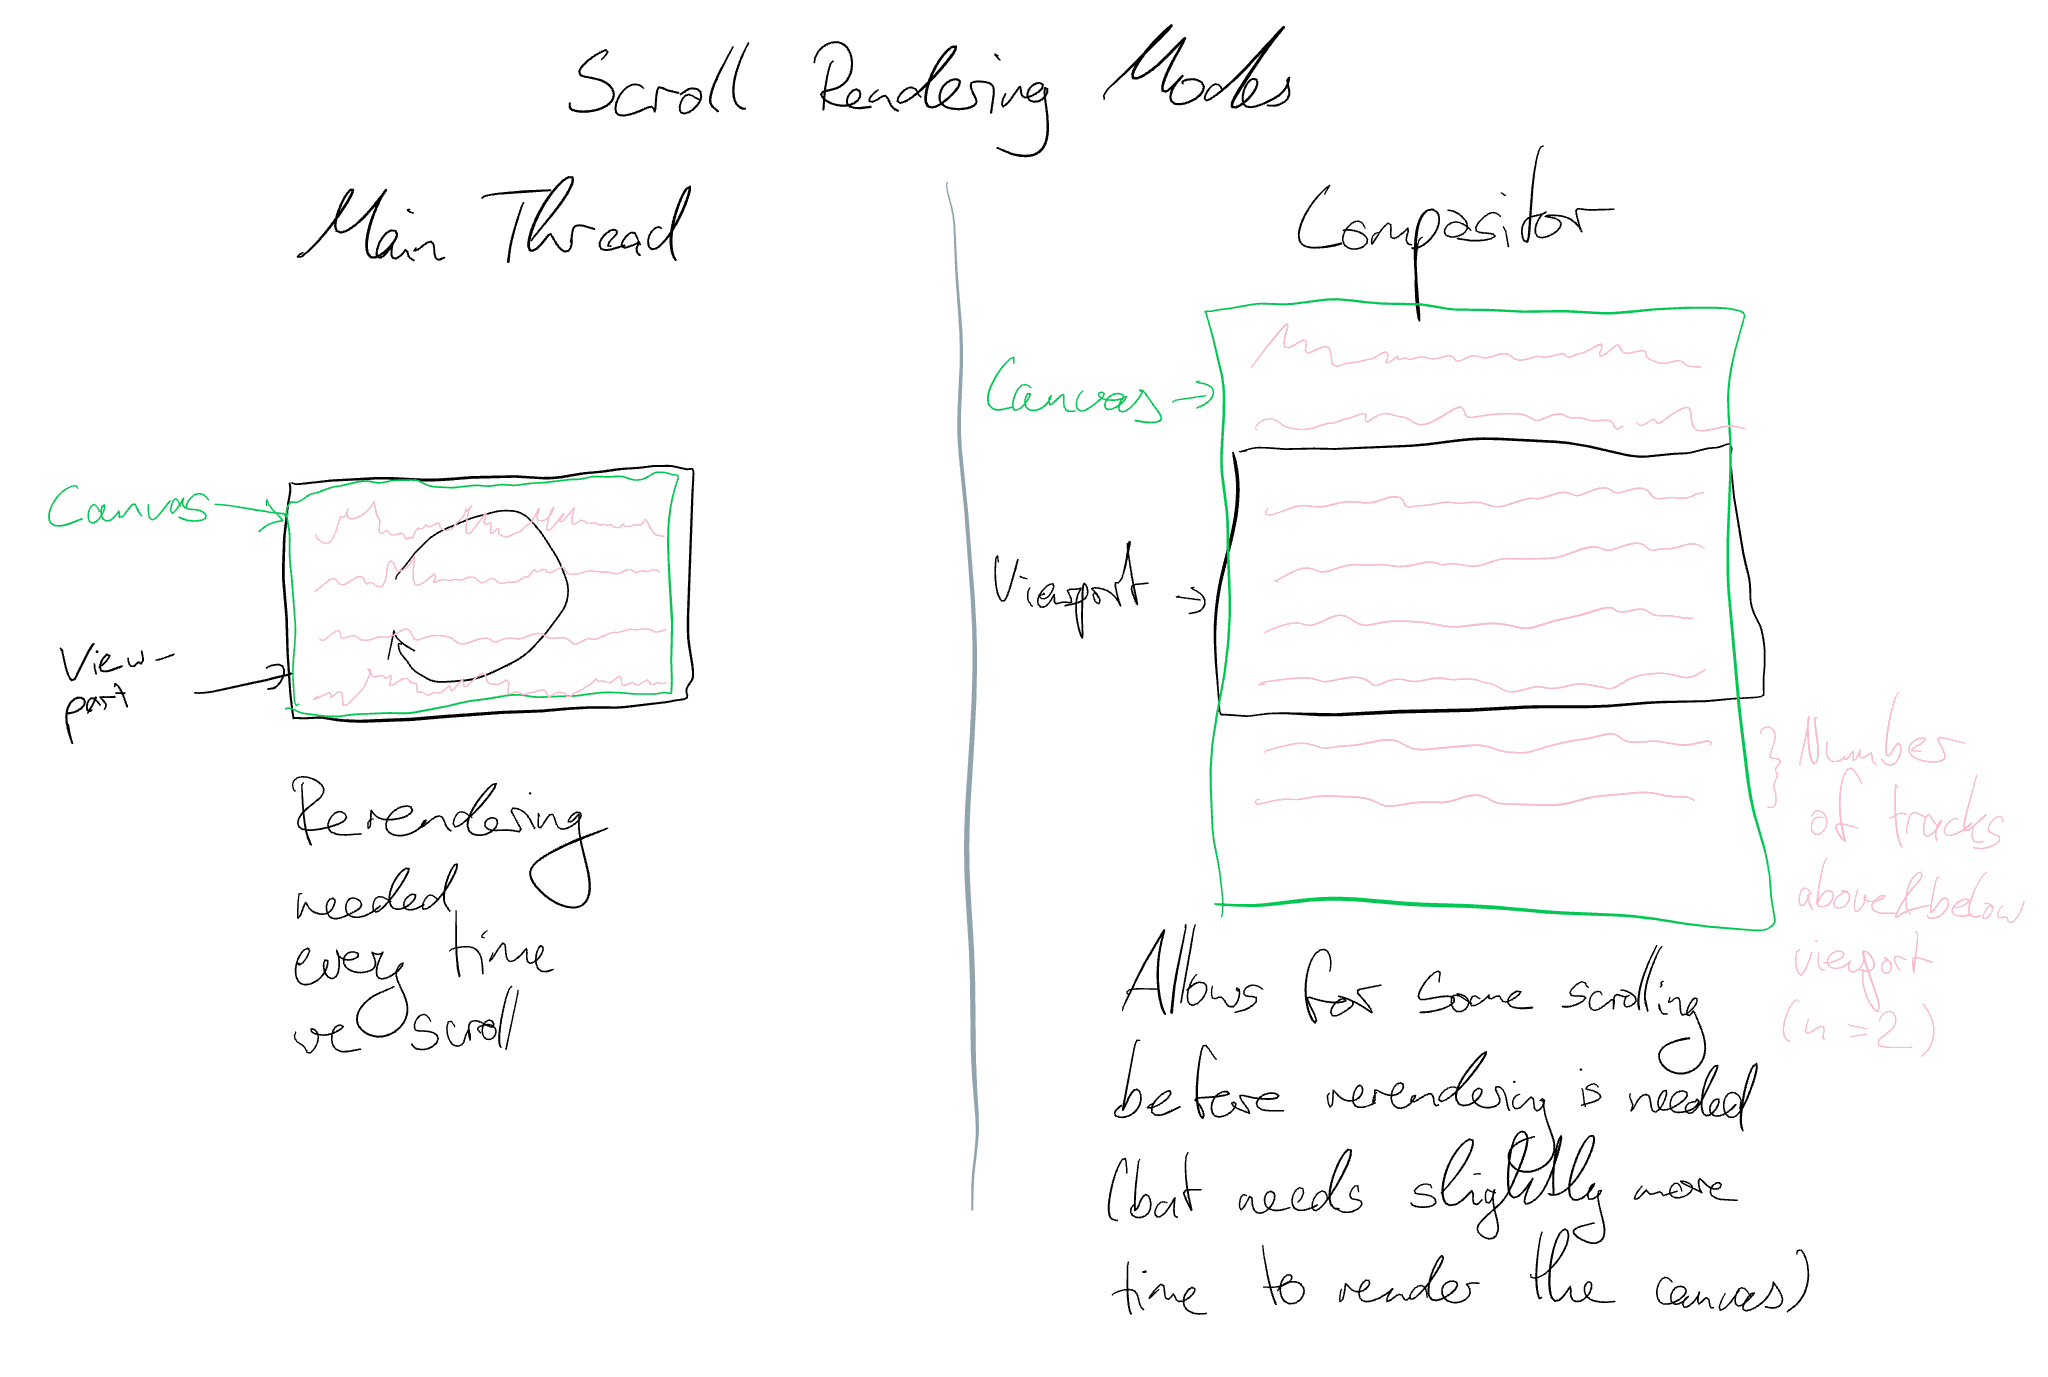 Scroll Rendering Modes
Main Thread
Canvas
View-
port
Rerendering
needed
every time
we scroll
Compositor
Canvas
Viewport
Number
of tracks
above&below
viewport
(n=2)
Allows for some scrolling
before rerendering is needed
(but needs slightly more
time to render the canvas)